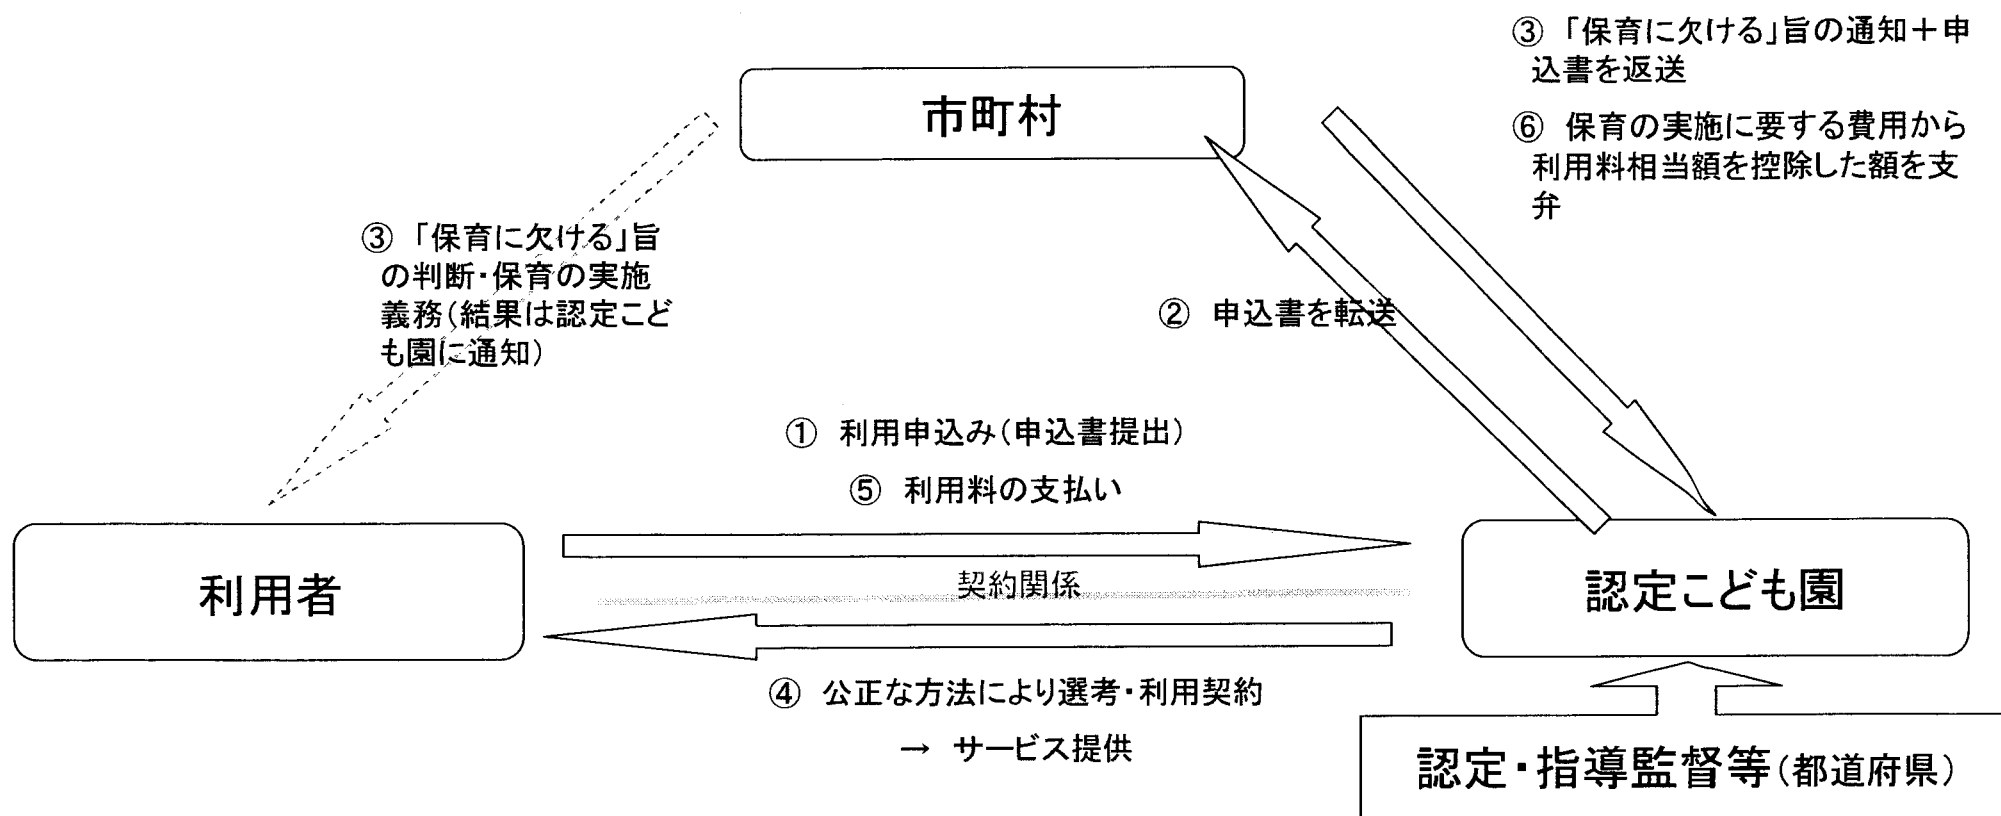 ③ 「保育に欠ける」旨の通知＋申
込書を返送
⑥ 保育の実施に要する費用から
利用料相当額を控除した額を支
弁
市町村
③ 「保育に欠ける」旨
の判断・保育の実施
義務（結果は認定こど
も園に通知）
② 申込書を転送
① 利用申込み（申込書提出）
⑤ 利用料の支払い
利用者
契約関係
認定こども園
④ 公正な方法により選考・利用契約
→ サービス提供
認定・指導監督等（都道府県）